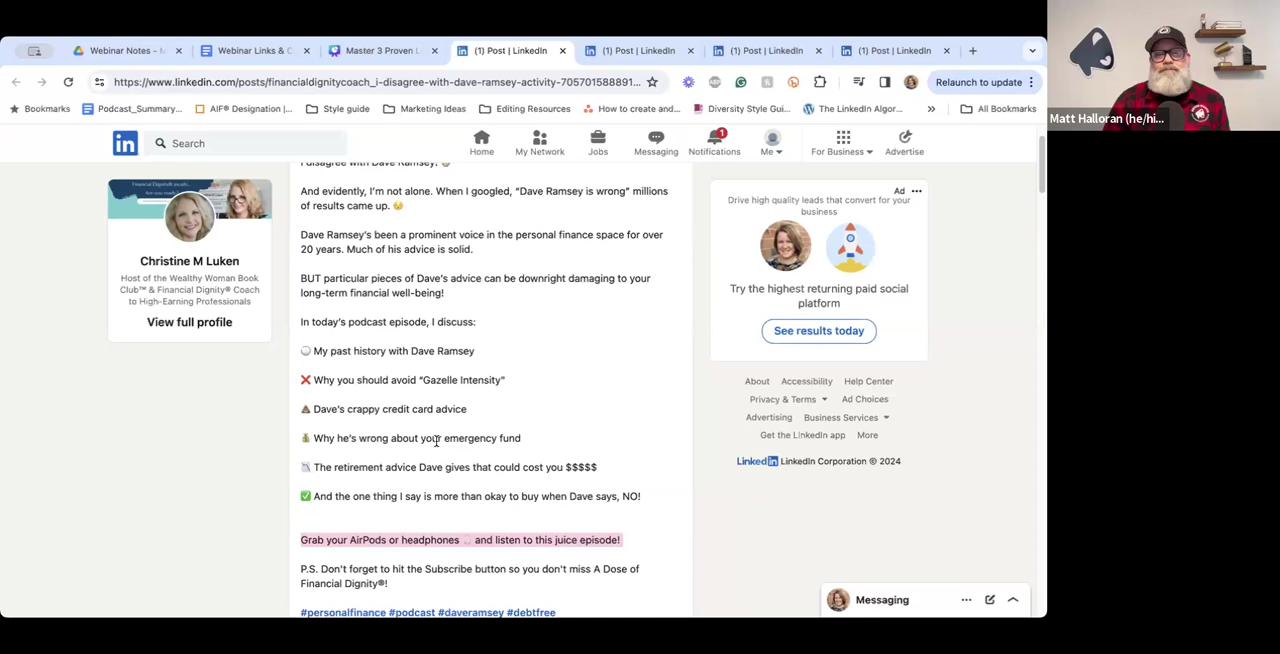 Webinar Notes -
Webinar Links & C
Master 3 Proven L
(1) Post | LinkedIn
(1) Post | LinkedIn
(1) Post | LinkedIn
(1) Post | LinkedIn
https://www.linkedin.com/posts/financialdignitycoach_i-disagree-with-dave-ramsey-activity-705701588891...
Relaunch to update
Bookmarks
Podcast_Summary...
AIF® Designation |...
Style guide
Marketing Ideas
Editing Resources
How to create and...
Diversity Style Gui...
The LinkedIn Algor...
»
All Bookmarks
Matt Halloran (he/hi...
in
Search
Home
My Network
Jobs
Messaging
1
Notifications
Me
For Business
Advertise
I disagree with Dave Ramsey!
And evidently, I'm not alone. When I googled, "Dave Ramsey is wrong" millions
of results came up. 😏
Dave Ramsey's been a prominent voice in the personal finance space for over
20 years. Much of his advice is solid.
BUT particular pieces of Dave's advice can be downright damaging to your
long-term financial well-being!
In today's podcast episode, I discuss:
My past history with Dave Ramsey
❌ Why you should avoid "Gazelle Intensity"
💩 Dave's crappy credit card advice
💰 Why he's wrong about your emergency fund
📉 The retirement advice Dave gives that could cost you $$$$$
✅ And the one thing I say is more than okay to buy when Dave says, NO!
Grab your AirPods or headphones 🎧 and listen to this juice episode!
P.S. Don't forget to hit the Subscribe button so you don't miss A Dose of
Financial Dignity®!
#personalfinance #podcast #daveramsey #debtfree
Christine M Luken
Host of the Wealthy Woman Book
Club™ & Financial Dignity® Coach
to High-Earning Professionals
View full profile
Ad
Drive high quality leads that convert for your
business
Try the highest returning paid social
platform
See results today
About Accessibility Help Center
Privacy & Terms Ad Choices
Advertising Business Services
Get the LinkedIn app More
LinkedIn LinkedIn Corporation © 2024
Messaging